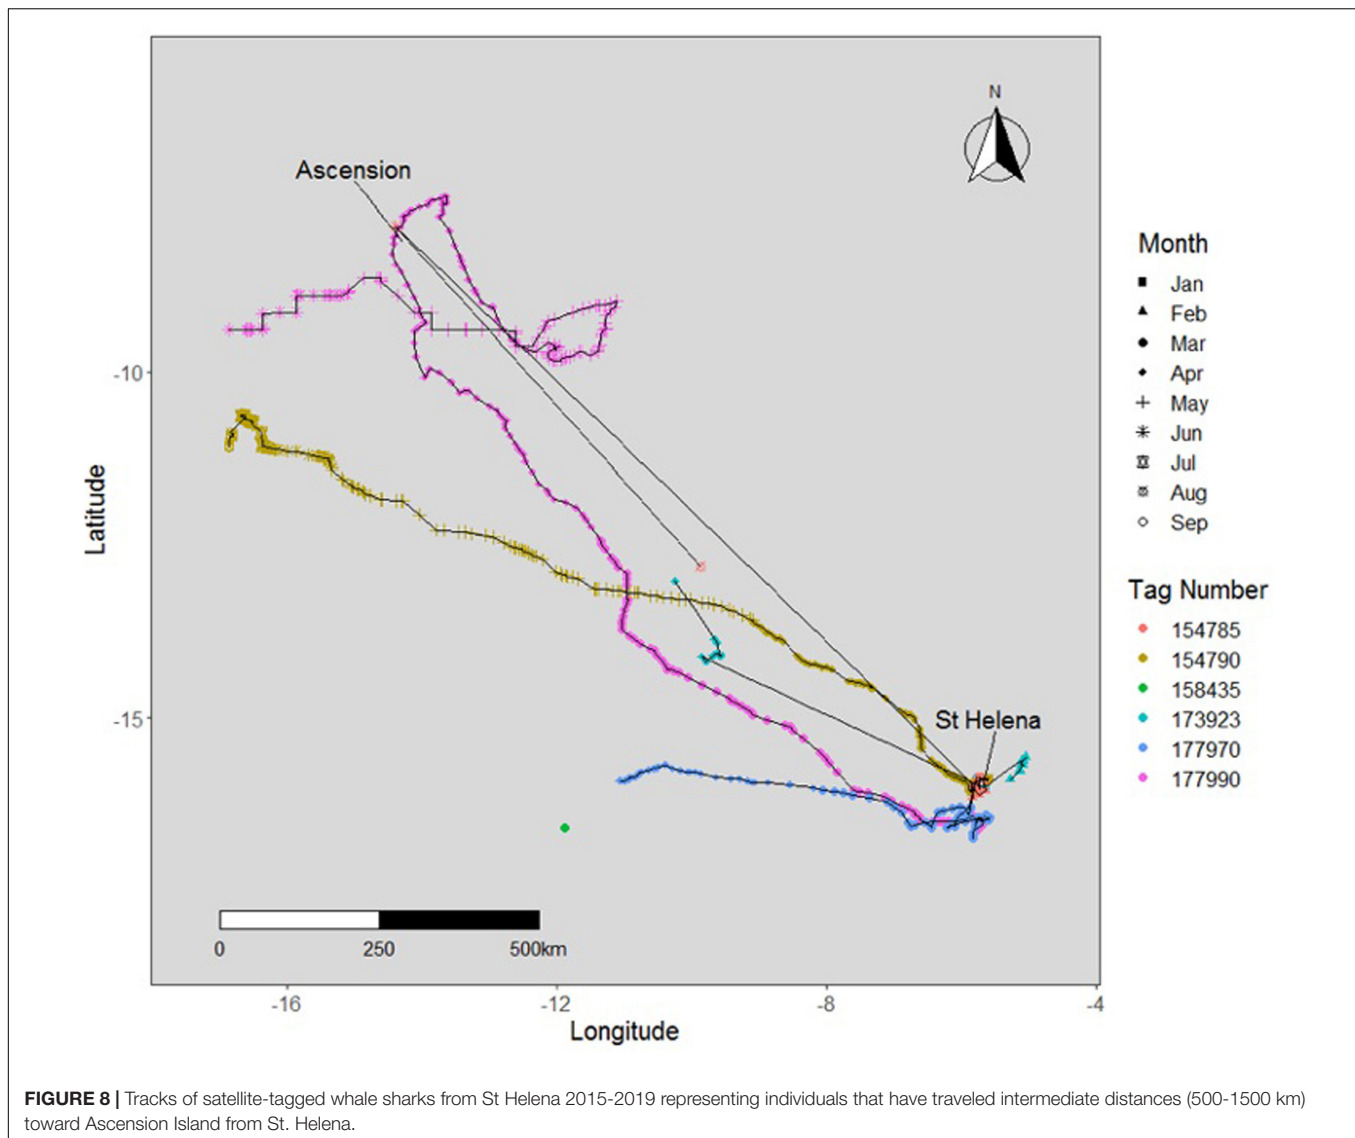 N
Ascension
St Helena
-10
-15
Latitude
0 250 500km
-16 -12 -8 -4
Longitude
Month
Jan
Feb
Mar
Apr
May
Jun
Jul
Aug
Sep
Tag Number
154785
154790
158435
173923
177970
177990
FIGURE 8 | Tracks of satellite-tagged whale sharks from St Helena 2015-2019 representing individuals that have traveled intermediate distances (500-1500 km)
toward Ascension Island from St. Helena.